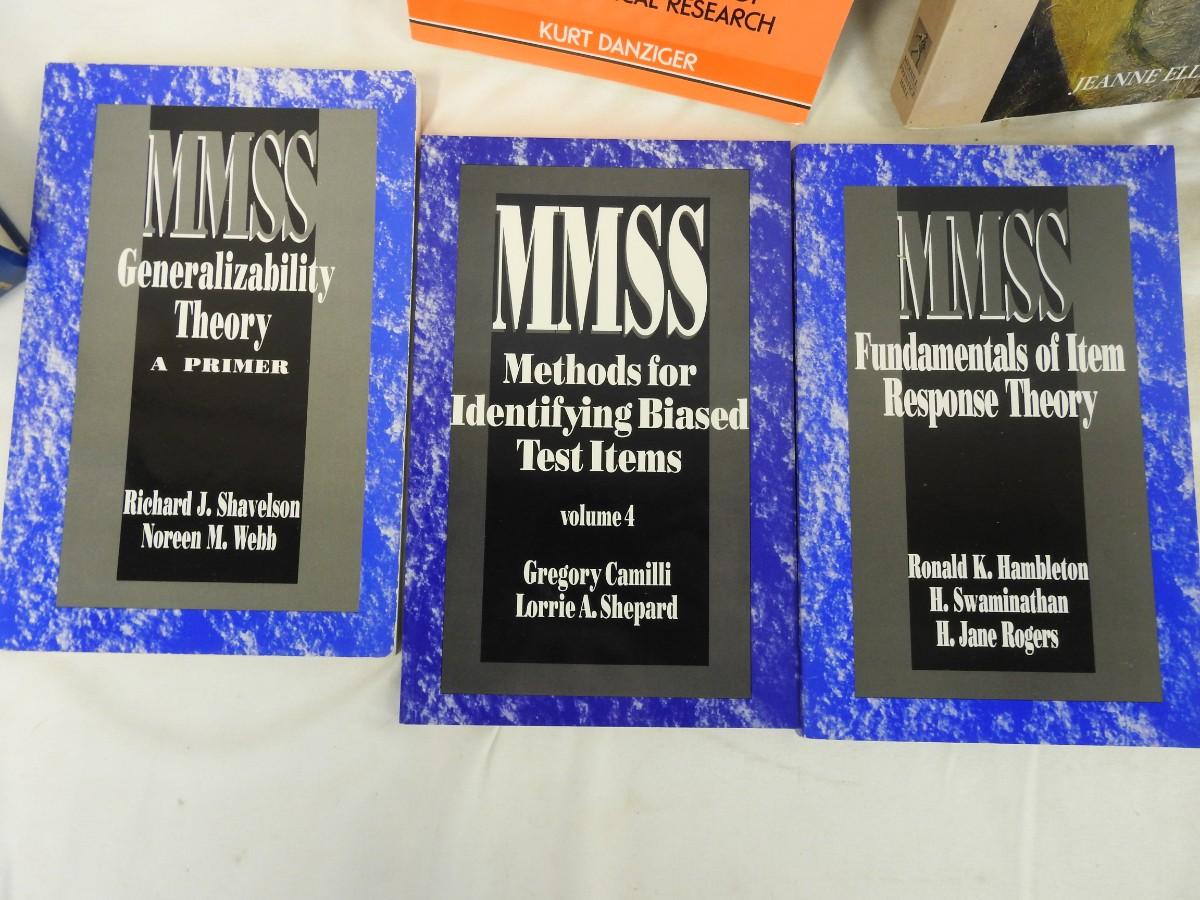 RESEARCH
KURT DANZIGER
JEANNE
MMSS
Generalizability
Theory
A PRIMER
Richard J. Shavelson
Noreen M. Webb
MMSS
Methods for
Identifying Biased
Test Items
volume 4
Gregory Camilli
Lorrie A. Shepard
MMSS
Fundamentals of Item
Response Theory
Ronald K. Hambleton
H. Swaminathan
H. Jane Rogers